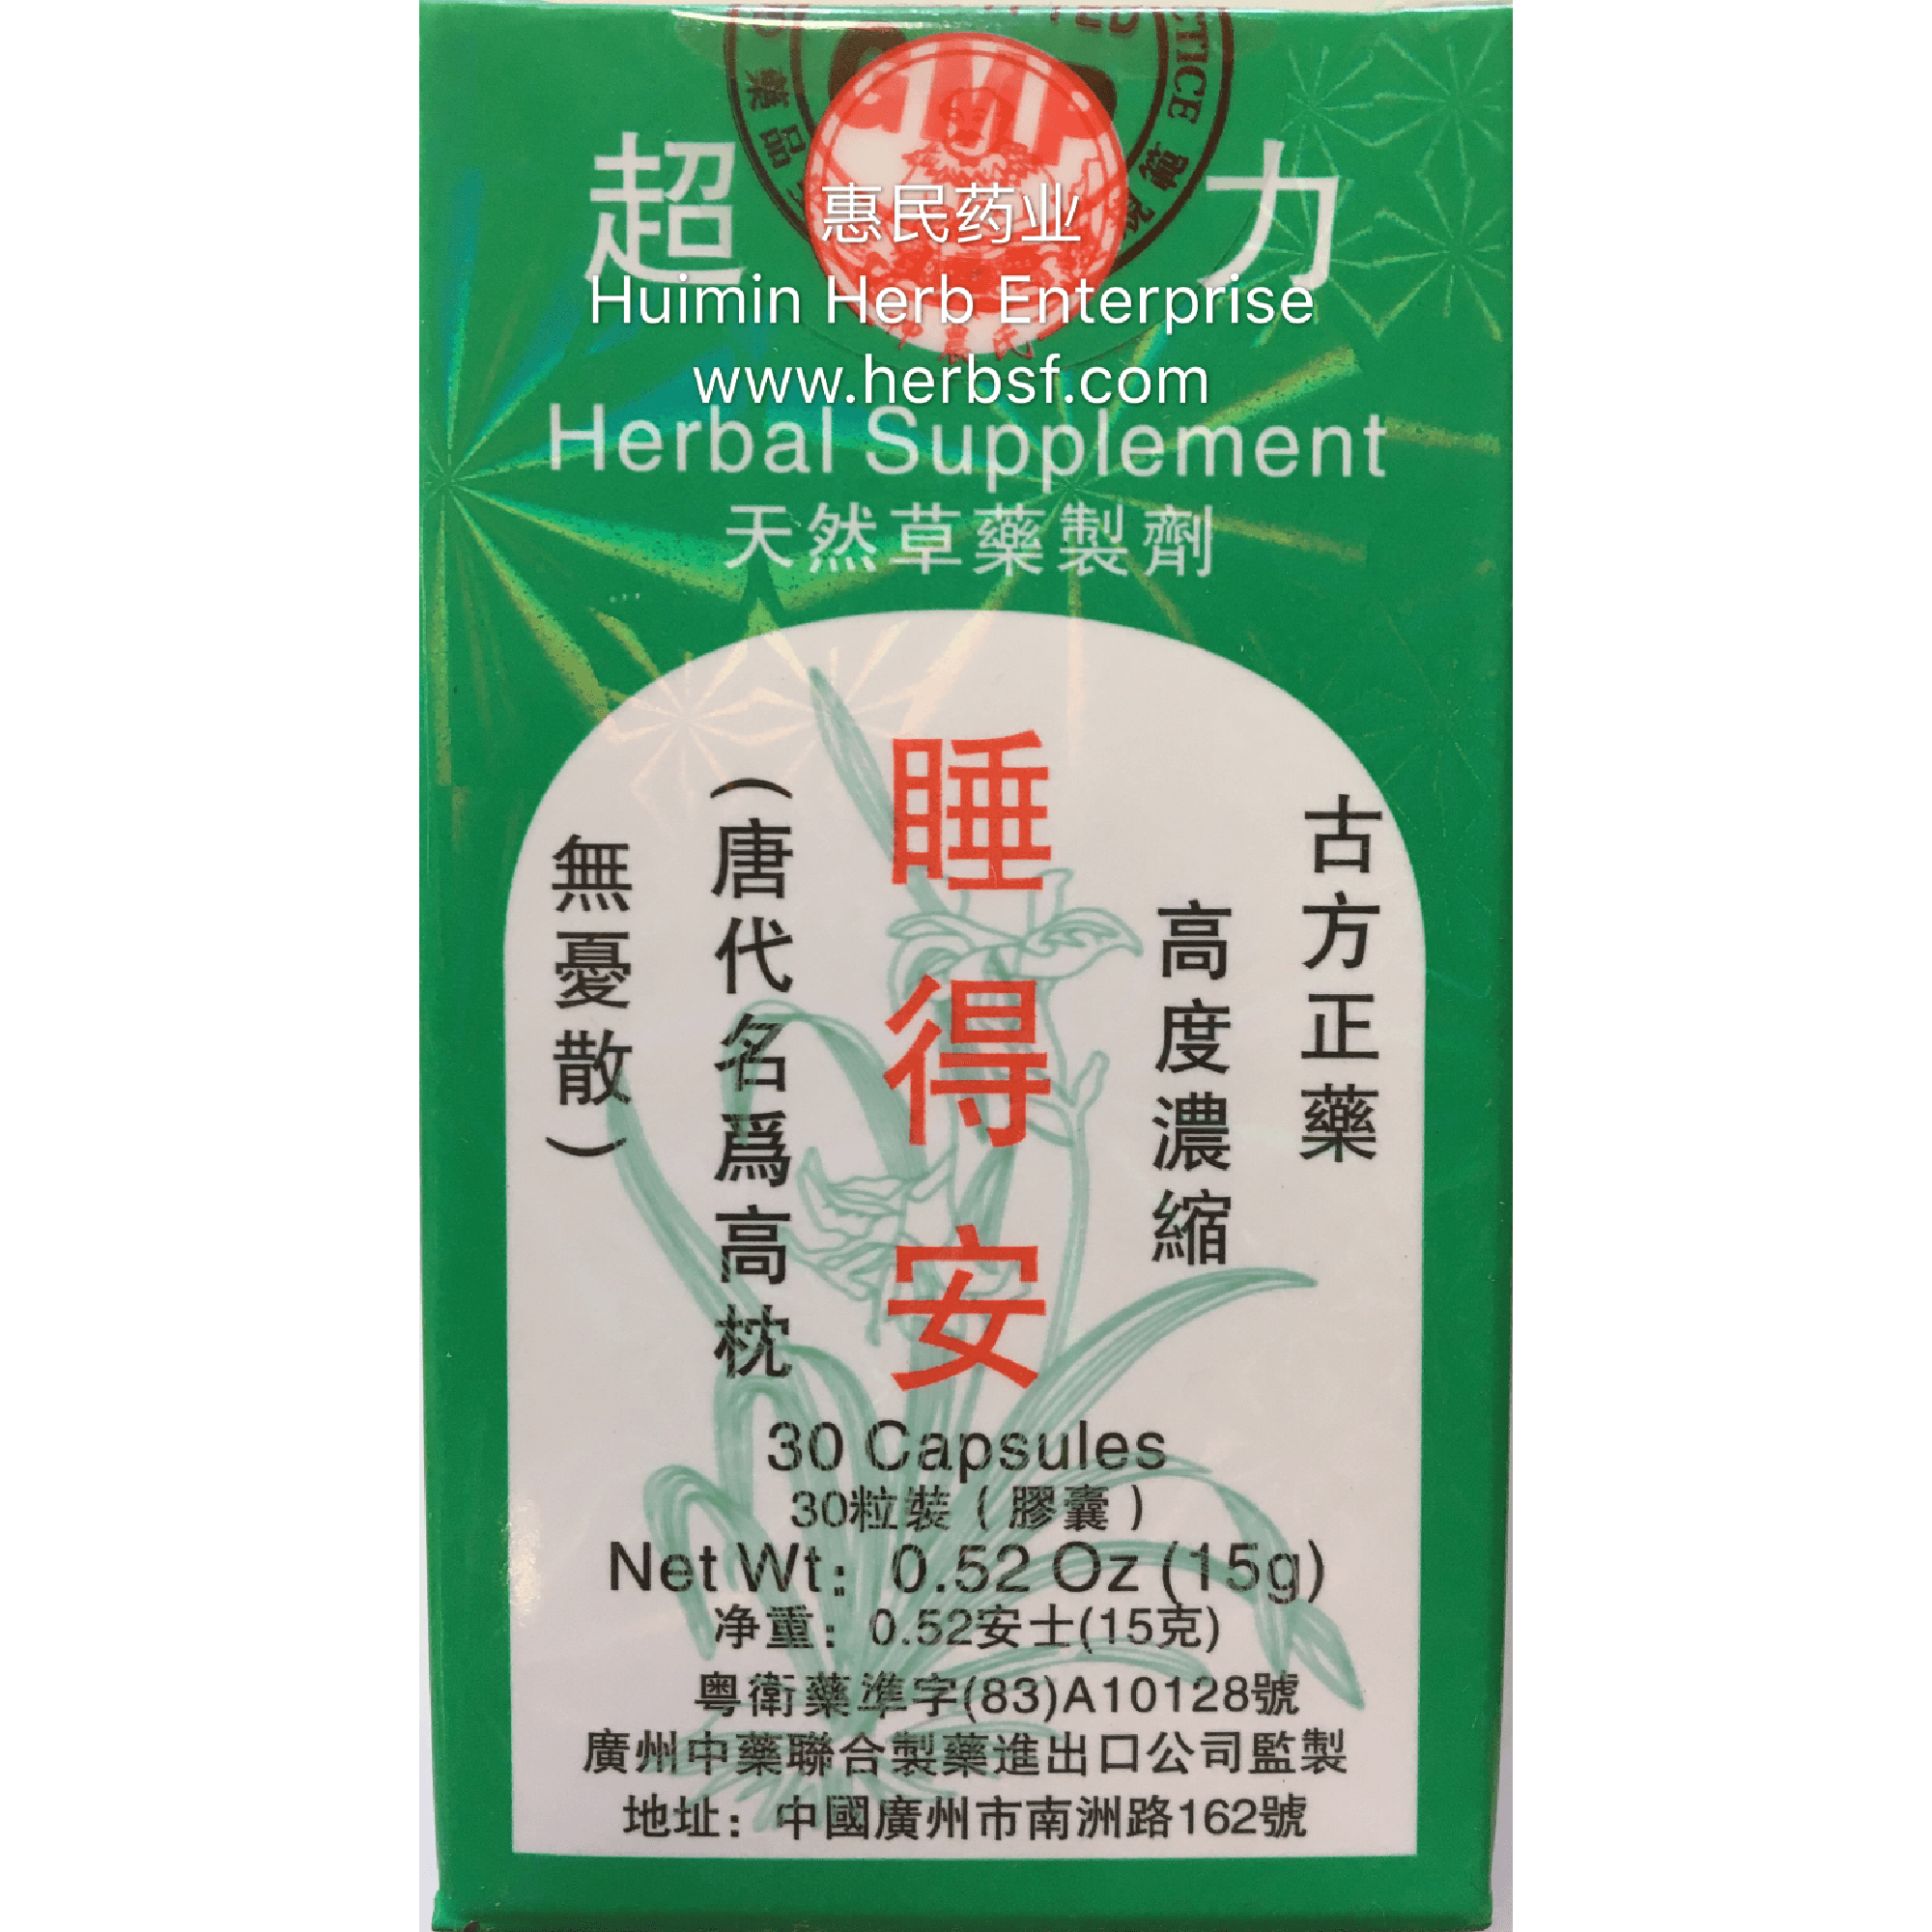 GMP
CTICE
藥品
超 力
惠民药业
Huimin Herb Enterprise
www.herbsf.com
Herbal Supplement
天然草藥製劑
古方正藥
高度濃縮
睡得安
(唐代名爲高枕
無憂散)
30 Capsules
30粒裝(膠囊)
Net Wt: 0.52 Oz (15g)
净重:0.52安士(15克)
粤衛藥準字(83)A10128號
廣州中藥聯合製藥進出口公司監製
地址:中國廣州市南洲路162號